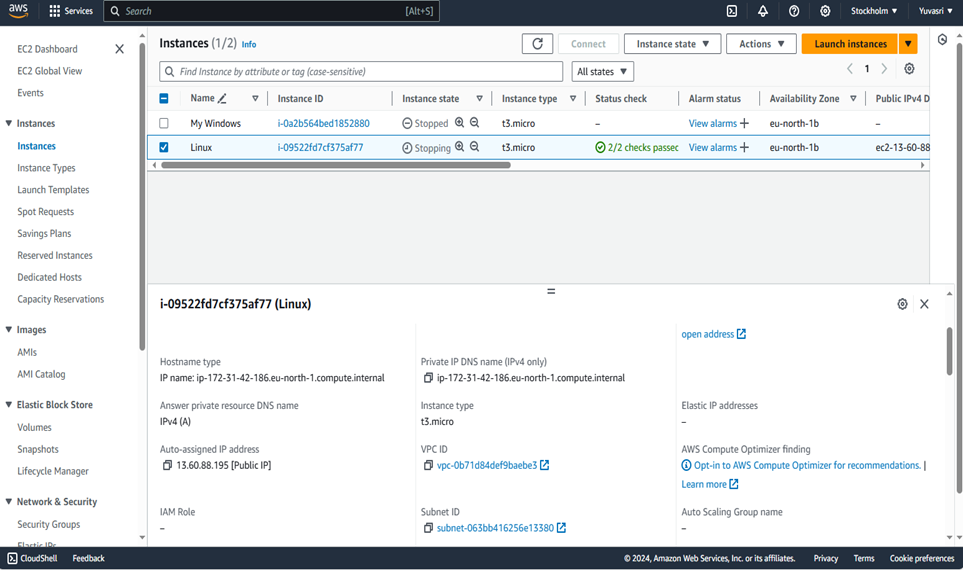 aws
Services
Search
[Alt+S]
Stockholm
Yuvasri
EC2 Dashboard
EC2 Global View
Events
Instances
Instances
Instance Types
Launch Templates
Spot Requests
Savings Plans
Reserved Instances
Dedicated Hosts
Capacity Reservations
Images
AMIs
AMI Catalog
Elastic Block Store
Volumes
Snapshots
Lifecycle Manager
Network & Security
Security Groups
Elastic IPs
Instances (1/2) Info
Connect
Instance state
Actions
Launch instances
Find Instance by attribute or tag (case-sensitive)
All states
1
Name Instance ID Instance state Instance type Status check Alarm status Availability Zone Public IPv4 D
My Windows i-0a2b564bed1852880 Stopped t3.micro – View alarms + eu-north-1b –
Linux i-09522fd7cf375af77 Stopping t3.micro 2/2 checks passec View alarms + eu-north-1b ec2-13-60-88
i-09522fd7cf375af77 (Linux)
open address
Hostname type
IP name: ip-172-31-42-186.eu-north-1.compute.internal
Private IP DNS name (IPv4 only)
ip-172-31-42-186.eu-north-1.compute.internal
Answer private resource DNS name
IPv4 (A)
Instance type
t3.micro
Elastic IP addresses
–
Auto-assigned IP address
13.60.88.195 [Public IP]
VPC ID
vpc-0b71d84def9baebe3
AWS Compute Optimizer finding
Opt-in to AWS Compute Optimizer for recommendations. |
Learn more
IAM Role
–
Subnet ID
subnet-063bb416256e13380
Auto Scaling Group name
–
CloudShell
Feedback
© 2024, Amazon Web Services, Inc. or its affiliates.
Privacy
Terms
Cookie preferences